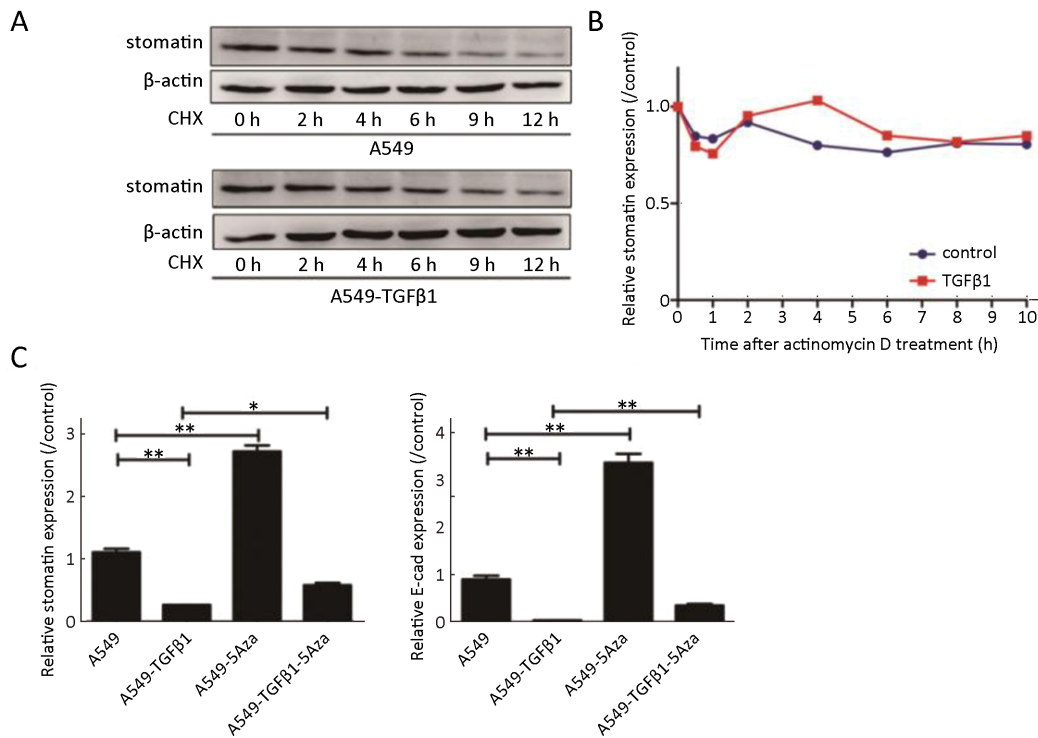 A
stomatin
β-actin
CHX 0 h 2 h 4 h 6 h 9 h 12 h
A549
stomatin
β-actin
CHX 0 h 2 h 4 h 6 h 9 h 12 h
A549-TGFβ1
B
Relative stomatin expression (/control)
1.0
0.5
0
0 1 2 3 4 5 6 7 8 9 10
Time after actinomycin D treatment (h)
control
TGFβ1
C
Relative stomatin expression (/control)
3
2
1
0
*
**
**
A549
A549-TGFβ1
A549-5Aza
A549-TGFβ1-5Aza
Relative E-cad expression (/control)
4
3
2
1
0
**
**
**
A549
A549-TGFβ1
A549-5Aza
A549-TGFβ1-5Aza